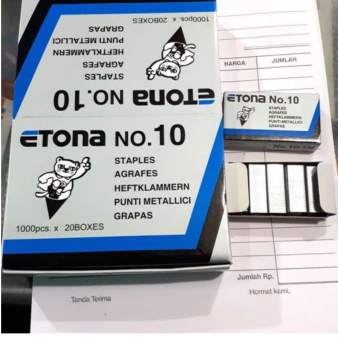 1000pcs. x 20BOXES
GRAPAS
PUNTI METALLICI
HEFTKLAMMERN
AGRAFES
STAPLES
ETONA NO.10
ETONA NO.10
STAPLES
AGRAFES
HEFTKLAMMERN
PUNTI METALLICI
GRAPAS
1000pcs. x 20BOXES
HARGA JUMLAH
ETONA No.10
STAPLES
AGRAFES
HEFTKLAMMERN
PUNTI METALLICI
GRAPAS
Jumlah Rp.
Tanda Terima
Hormat kami,